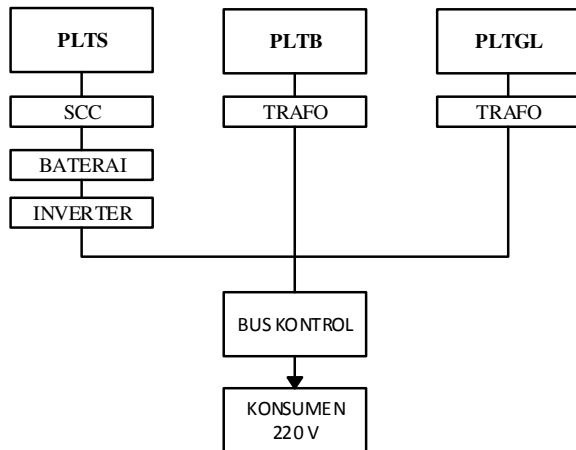 PLTS
PLTB
PLTGL
SCC
TRAFO
TRAFO
BATERAI
INVERTER
BUS KONTROL
KONSUMEN
220 V